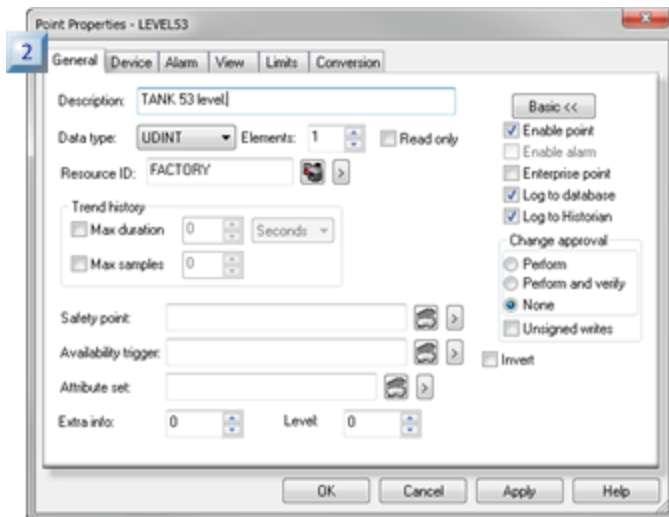 Point Properties - LEVEL53
2
General Device Alarm View Limits Conversion
Description: TANK 53 level
Basic <<
Data type: UDINT Elements: 1 Read only
Enable point
Enable alarm
Resource ID: FACTORY >
Enterprise point
Log to database
Log to Historian
Trend history
Max duration 0 Seconds
Max samples 0
Change approval
Perform
Perform and verify
None
Unsigned writes
Safety point: >
Availability trigger: >
Invert
Attribute set: >
Extra info: 0 Level: 0
OK Cancel Apply Help